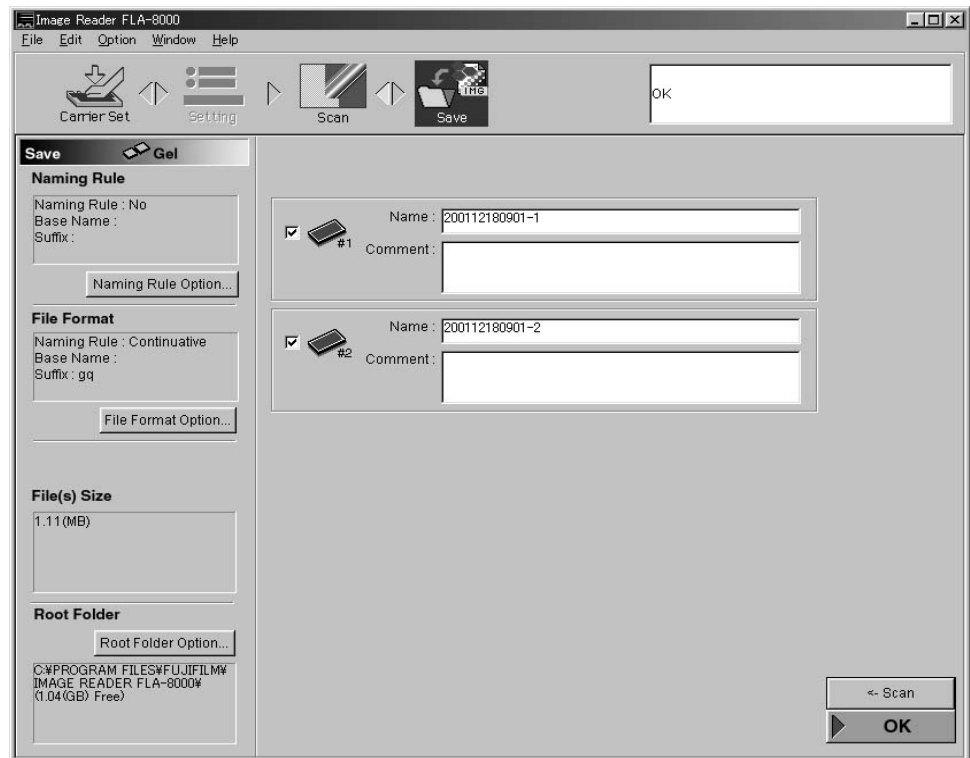 Image Reader FLA-8000
File Edit Option Window Help
Carrier Set
Setting
Scan
IMG
Save
OK
Save Gel
Naming Rule
Naming Rule : No
Base Name :
Suffix :
Naming Rule Option...
File Format
Naming Rule : Continuative
Base Name :
Suffix : gq
File Format Option...
File(s) Size
1.11(MB)
Root Folder
Root Folder Option...
C:¥PROGRAM FILES¥FUJIFILM¥
IMAGE READER FLA-8000¥
(1.04(GB) Free)
#1
Name : 200112180901-1
Comment :
#2
Name : 200112180901-2
Comment :
<- Scan
OK